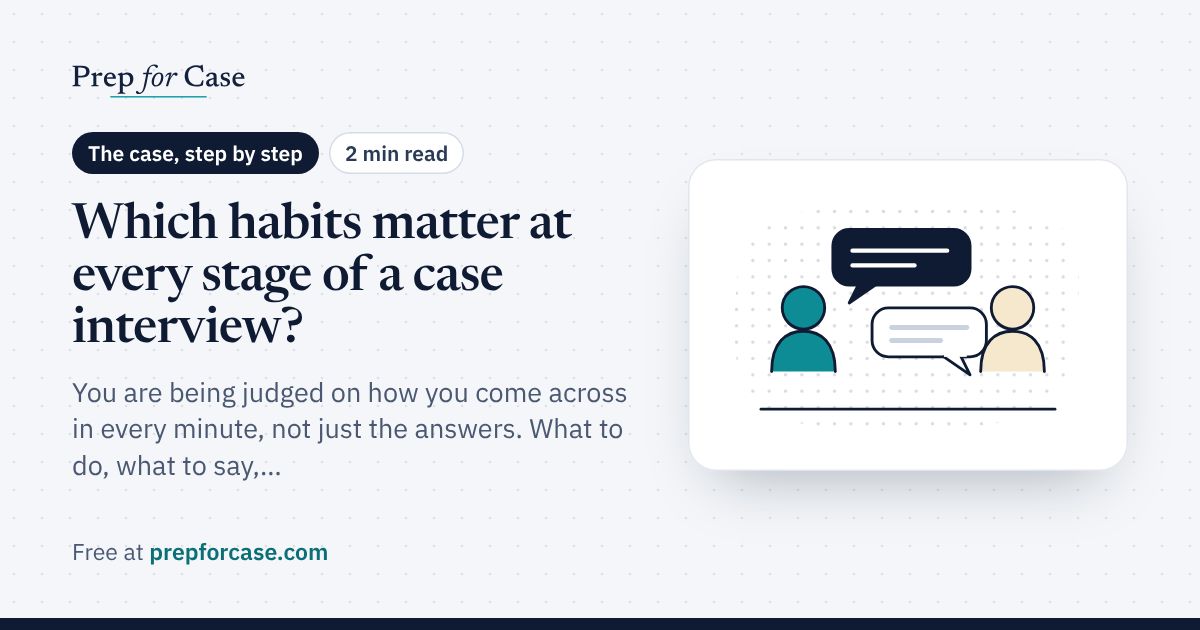 Prep for Case
The case, step by step
2 min read
Which habits matter at
every stage of a case
interview?
You are being judged on how you come across
in every minute, not just the answers. What to
do, what to say,...
Free at prepforcase.com